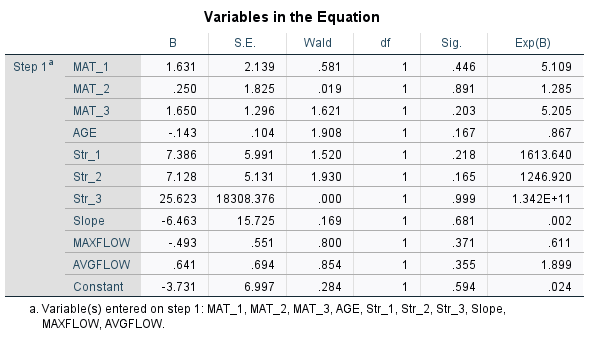 Variables in the Equation
B S.E. Wald df Sig. Exp(B)
Step 1a MAT_1 1.631 2.139 .581 1 .446 5.109
MAT_2 .250 1.825 .019 1 .891 1.285
MAT_3 1.650 1.296 1.621 1 .203 5.205
AGE -.143 .104 1.908 1 .167 .867
Str_1 7.386 5.991 1.520 1 .218 1613.640
Str_2 7.128 5.131 1.930 1 .165 1246.920
Str_3 25.623 18308.376 .000 1 .999 1.342E+11
Slope -6.463 15.725 .169 1 .681 .002
MAXFLOW -.493 .551 .800 1 .371 .611
AVGFLOW .641 .694 .854 1 .355 1.899
Constant -3.731 6.997 .284 1 .594 .024
a. Variable(s) entered on step 1: MAT_1, MAT_2, MAT_3, AGE, Str_1, Str_2, Str_3, Slope,
MAXFLOW, AVGFLOW.